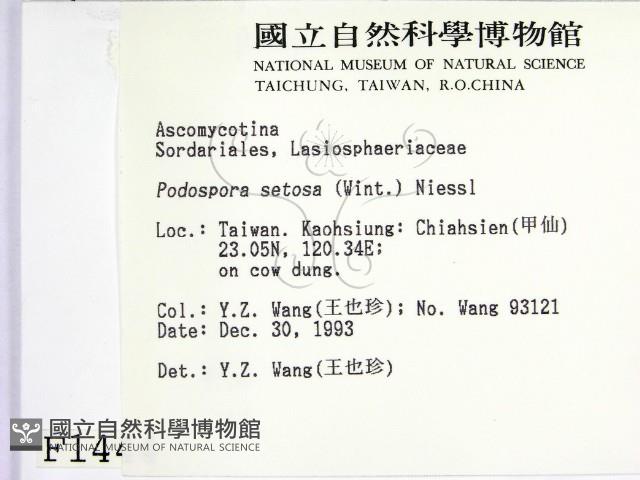 國立自然科學博物館
NATIONAL MUSEUM OF NATURAL SCIENCE
TAICHUNG, TAIWAN, R.O.CHINA
Ascomycotina
Sordariales, Lasiosphaeriaceae
Podospora setosa (Wint.) Niessl
Loc.: Taiwan. Kaohsiung: Chiahsien(甲仙)
23.05N, 120.34E;
on cow dung.
Col.: Y.Z. Wang(王也珍); No. Wang 93121
Date: Dec. 30, 1993
Det.: Y.Z. Wang(王也珍)
國立自然科學博物館
NATIONAL MUSEUM OF NATURAL SCIENCE